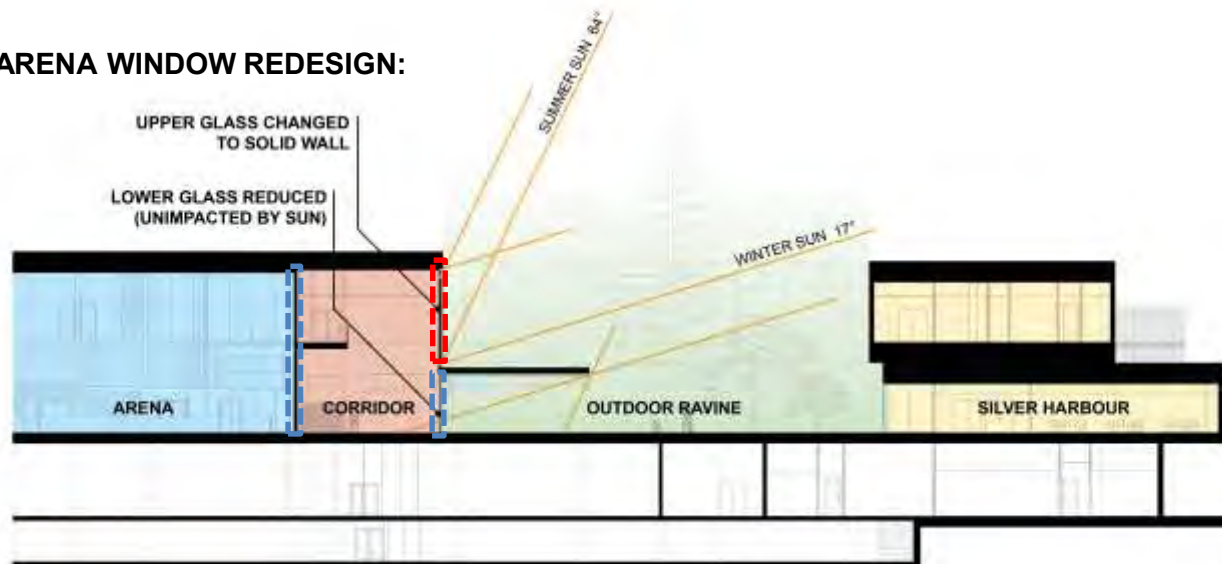 ARENA WINDOW REDESIGN:
UPPER GLASS CHANGED
TO SOLID WALL
LOWER GLASS REDUCED
(UNIMPACTED BY SUN)
SUMMER SUN 64°
WINTER SUN 17°
ARENA
CORRIDOR
OUTDOOR RAVINE
SILVER HARBOUR